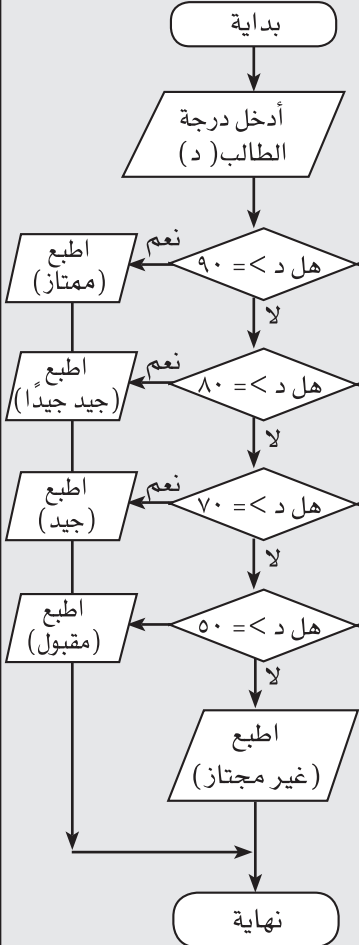 بداية
أدخل درجة
الطالب( د)
هل د >= ٩٠
نعم
اطبع
(ممتاز)
لا
هل د >= ٨٠
نعم
اطبع
(جيد جيدًا)
لا
هل د >= ٧٠
نعم
اطبع
(جيد)
لا
هل د >= ٥٠
اطبع
(مقبول)
لا
اطبع
(غير مجتاز)
نهاية